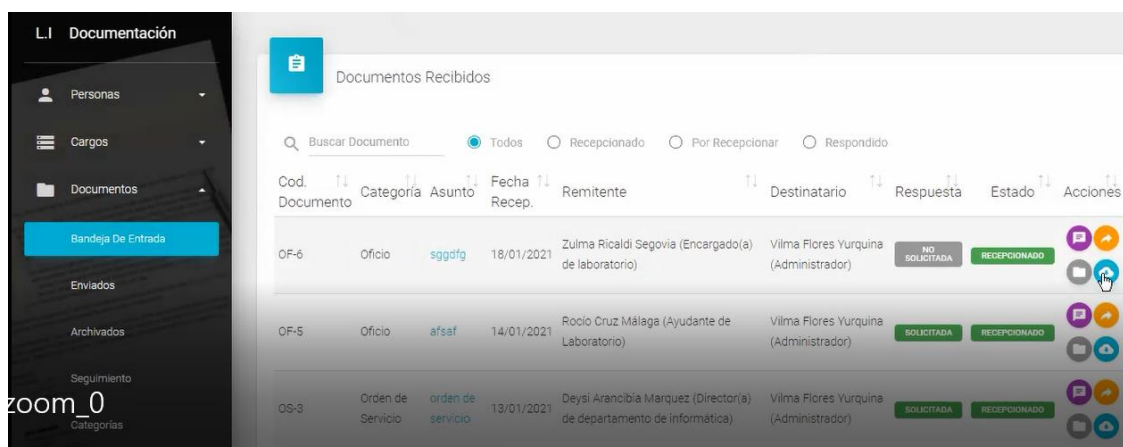 L.I Documentación
Personas
Cargos
Documentos
Bandeja De Entrada
Enviados
Archivados
Seguimiento
Categorías
zoom_0
Documentos Recibidos
Buscar Documento Todos Recepcionado Por Recepcionar Respondido
Cod. Documento Categoría Asunto Fecha Recep. Remitente Destinatario Respuesta Estado Acciones
OF-6 Oficio sggdfg 18/01/2021 Zulma Ricaldi Segovia (Encargado(a) de laboratorio) Vilma Flores Yurquina (Administrador) NO SOLICITADA RECEPCIONADO
OF-5 Oficio afsaf 14/01/2021 Rocío Cruz Málaga (Ayudante de Laboratorio) Vilma Flores Yurquina (Administrador) SOLICITADA RECEPCIONADO
OS-3 Orden de Servicio orden de servicio 13/01/2021 Deysi Arancibia Marquez (Director(a) de departamento de informática) Vilma Flores Yurquina (Administrador) SOLICITADA RECEPCIONADO